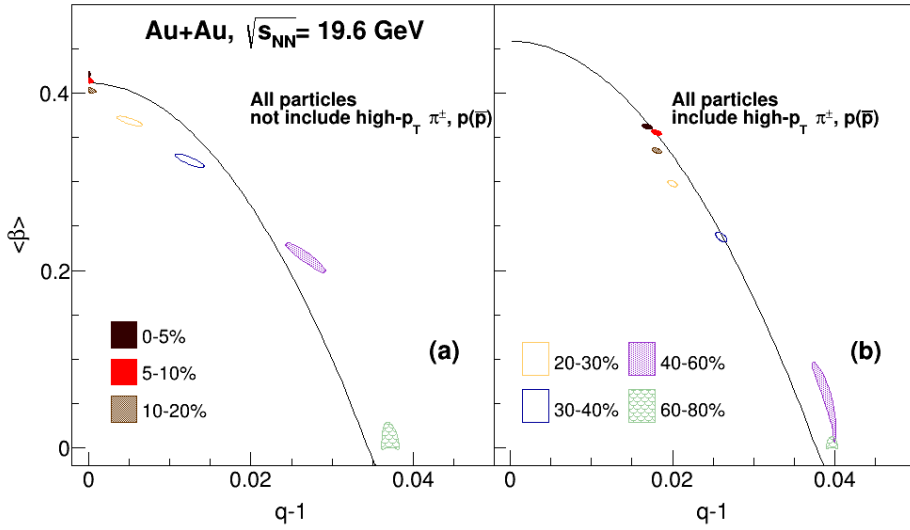 Au+Au, √sNN= 19.6 GeV
All particles
not include high-pT π±, p(p̅)
All particles
include high-pT π±, p(p̅)
0.4
0.2
0
<β>
0-5%
5-10%
10-20%
(a)
20-30%
30-40%
40-60%
60-80%
(b)
0
0.02
0.04
0
0.02
0.04
q-1
q-1